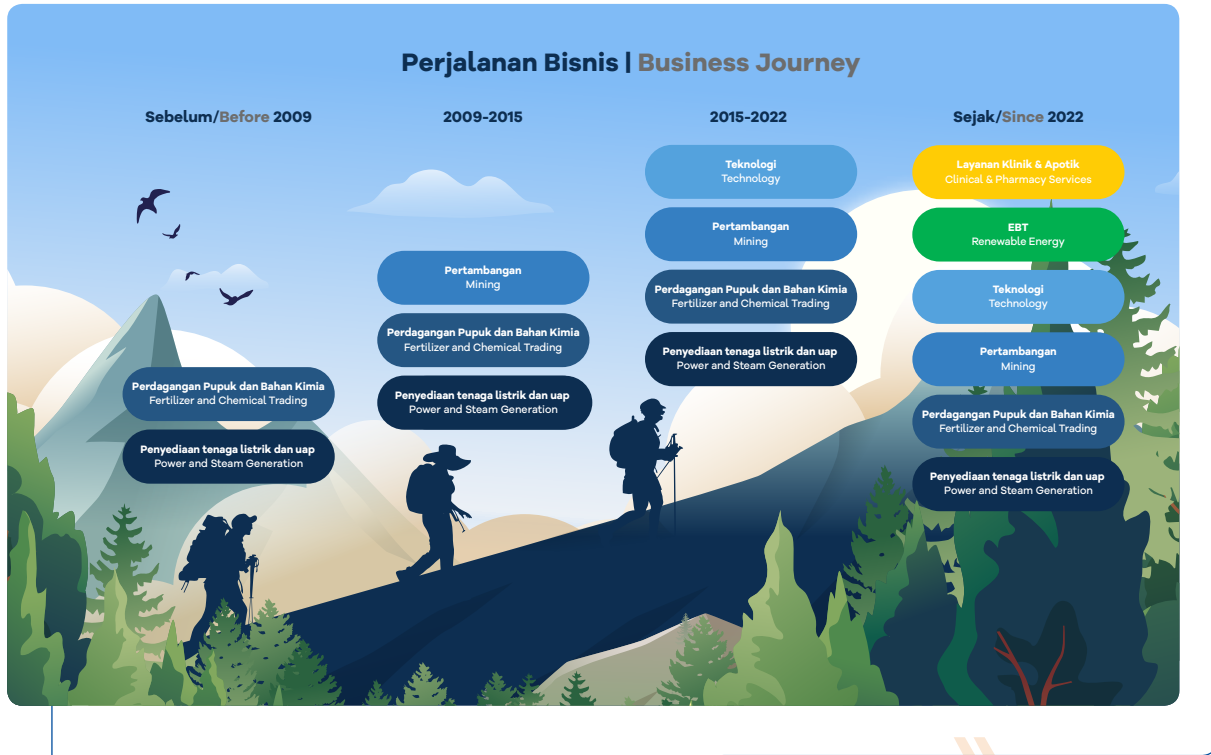 Perjalanan Bisnis | Business Journey
Sebelum/Before 2009
Perdagangan Pupuk dan Bahan Kimia
Fertilizer and Chemical Trading
Penyediaan tenaga listrik dan uap
Power and Steam Generation
2009-2015
Pertambangan
Mining
Perdagangan Pupuk dan Bahan Kimia
Fertilizer and Chemical Trading
Penyediaan tenaga listrik dan uap
Power and Steam Generation
2015-2022
Teknologi
Technology
Pertambangan
Mining
Perdagangan Pupuk dan Bahan Kimia
Fertilizer and Chemical Trading
Penyediaan tenaga listrik dan uap
Power and Steam Generation
Sejak/Since 2022
Layanan Klinik & Apotik
Clinical & Pharmacy Services
EBT
Renewable Energy
Teknologi
Technology
Pertambangan
Mining
Perdagangan Pupuk dan Bahan Kimia
Fertilizer and Chemical Trading
Penyediaan tenaga listrik dan uap
Power and Steam Generation